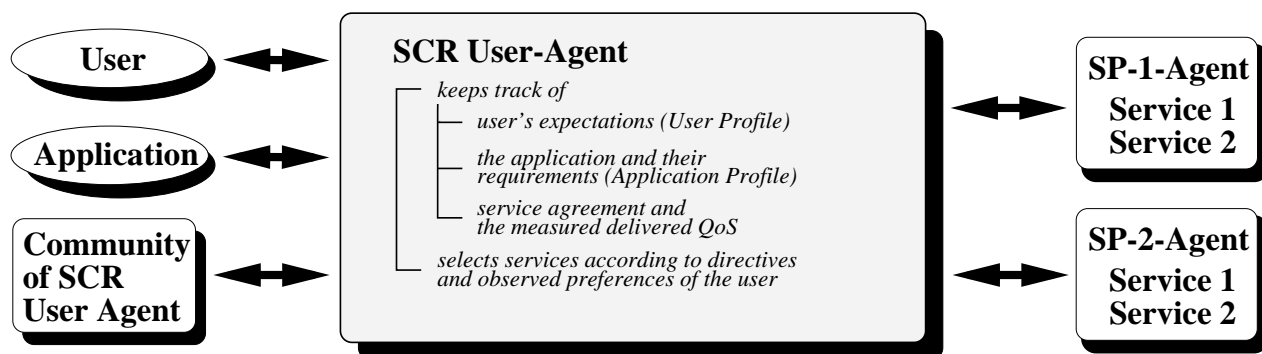 User
Application
Community
of SCR
User Agent
SCR User-Agent
keeps track of
user's expectations (User Profile)
the application and their
requirements (Application Profile)
service agreement and
the measured delivered QoS
selects services according to directives
and observed preferences of the user
SP-1-Agent
Service 1
Service 2
SP-2-Agent
Service 1
Service 2